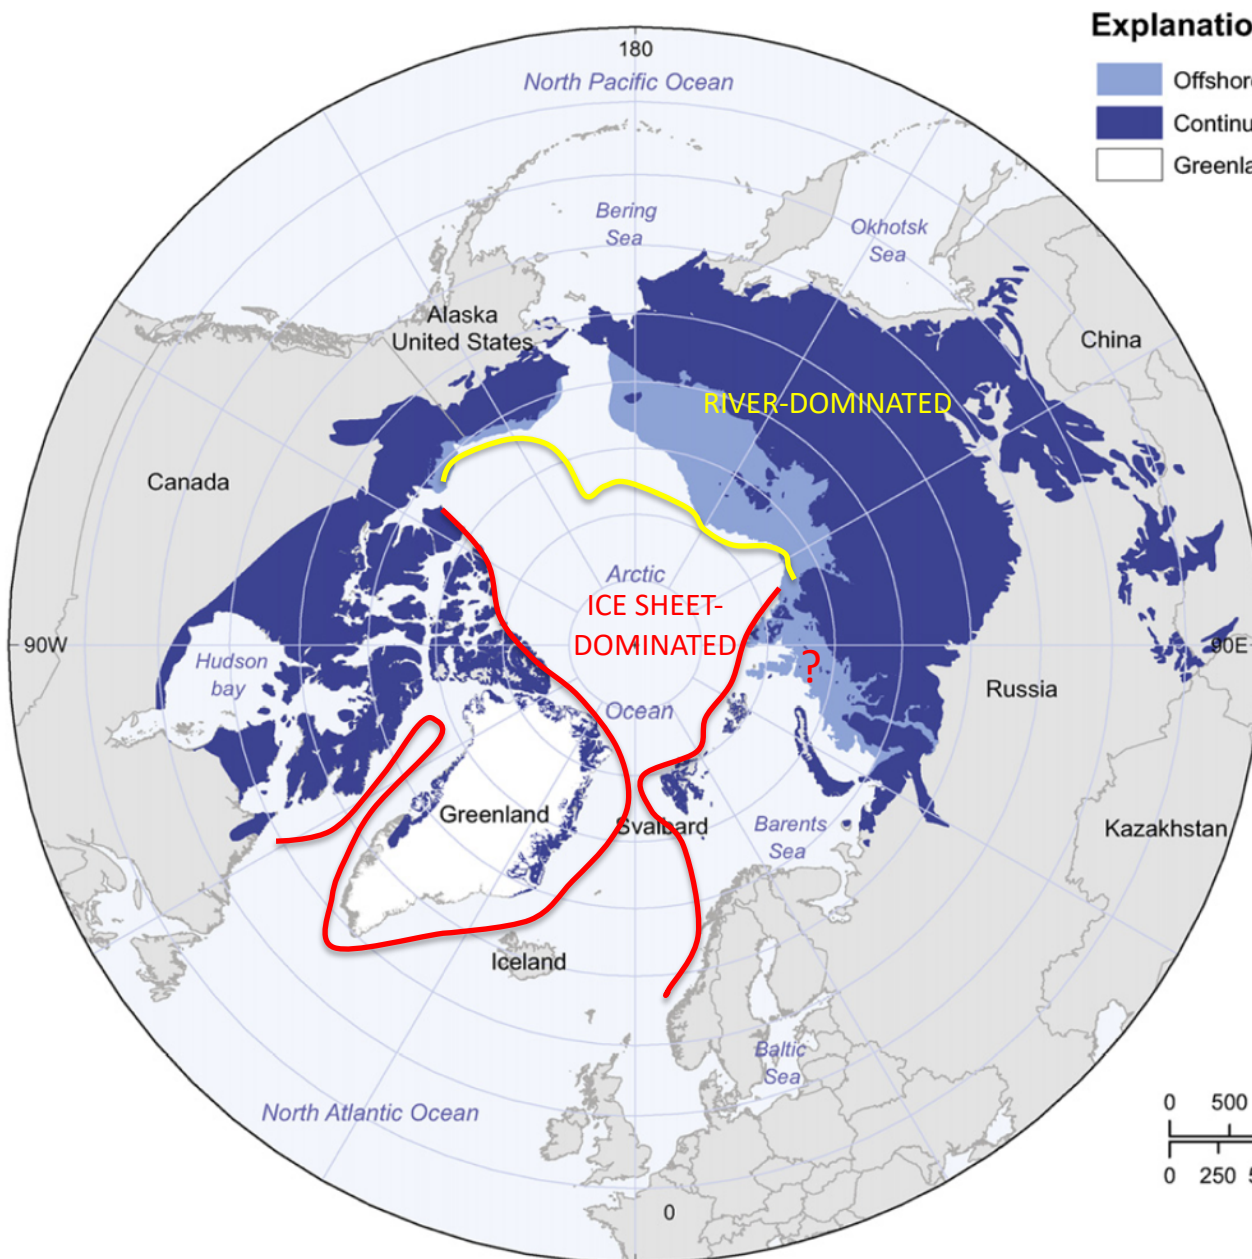 Explanatio
180
North Pacific Ocean
Offshore
Continu
Greenla
Bering
Sea
Okhotsk
Sea
Alaska
United States
China
RIVER-DOMINATED
Canada
Arctic
ICE SHEET-
DOMINATED
90W
Hudson
bay
?
90E
Russia
Ocean
Greenland
Svalbard
Barents
Sea
Kazakhstan
Iceland
Baltic
Sea
North Atlantic Ocean
0 500
0 250 5
0